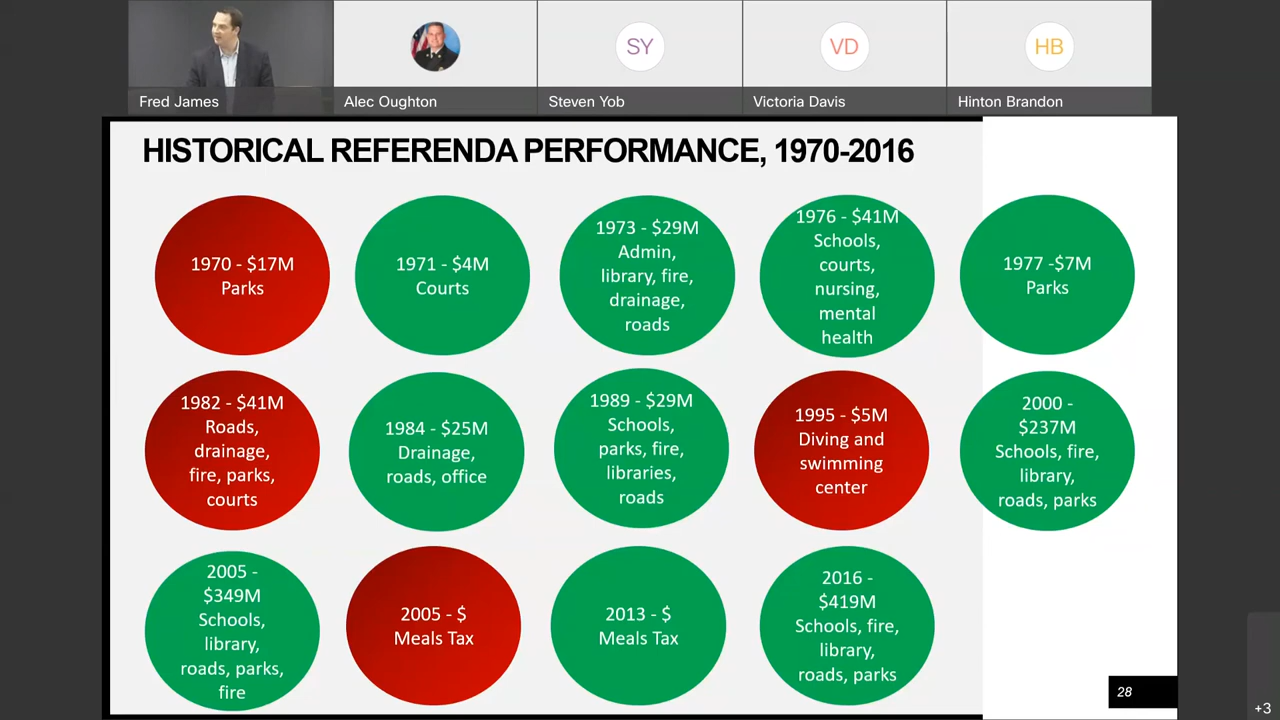 SY
VD
HB
Fred James
Alec Oughton
Steven Yob
Victoria Davis
Hinton Brandon
HISTORICAL REFERENDA PERFORMANCE, 1970-2016
1970 - $17M
Parks
1971 - $4M
Courts
1973 - $29M
Admin,
library, fire,
drainage,
roads
1976 - $41M
Schools,
courts,
nursing,
mental
health
1977 -$7M
Parks
1982 - $41M
Roads,
drainage,
fire, parks,
courts
1984 - $25M
Drainage,
roads, office
1989 - $29M
Schools,
parks, fire,
libraries,
roads
1995 - $5M
Diving and
swimming
center
2000 -
$237M
Schools, fire,
library,
roads, parks
2005 -
$349M
Schools,
library,
roads, parks,
fire
2005 - $
Meals Tax
2013 - $
Meals Tax
2016 -
$419M
Schools, fire,
library,
roads, parks
28
+3